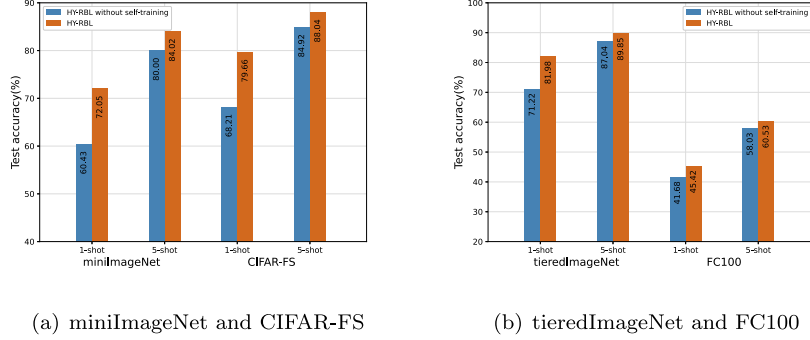 HY-RBL without self-training
HY-RBL
Test accuracy(%)
90
80
70
60
50
40
60.43
72.05
80.00
84.02
68.21
79.66
84.92
88.04
1-shot 5-shot 1-shot 5-shot
miniImageNet CIFAR-FS
(a) miniImageNet and CIFAR-FS
HY-RBL without self-training
HY-RBL
Test accuracy(%)
100
90
80
70
60
50
40
30
20
71.22
81.98
87.04
89.85
41.68
45.42
58.03
60.53
1-shot 5-shot 1-shot 5-shot
tieredImageNet FC100
(b) tieredImageNet and FC100